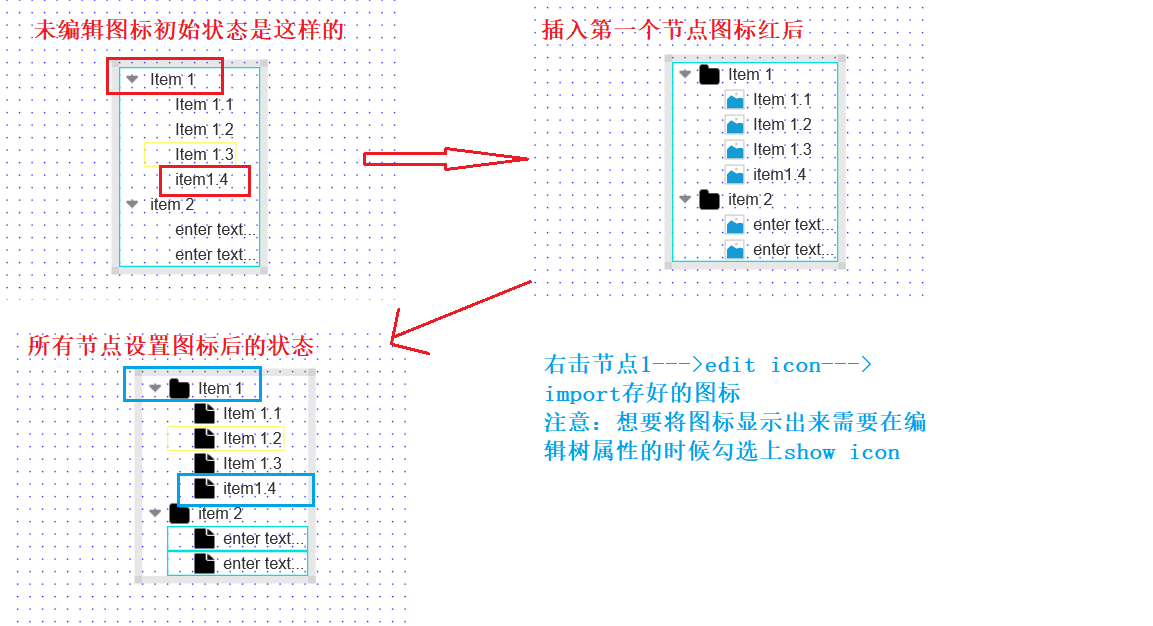 未编辑图标初始状态是这样的
Item 1
Item 1.1
Item 1.2
Item 1.3
item1.4
item 2
enter text...
enter text...
插入第一个节点图标红后
Item 1
Item 1.1
Item 1.2
Item 1.3
item1.4
item 2
enter text...
enter text...
所有节点设置图标后的状态
Item 1
Item 1.1
Item 1.2
Item 1.3
item1.4
item 2
enter text...
enter text...
右击节点1--->edit icon--->
import存好的图标
注意：想要将图标显示出来需要在编
辑树属性的时候勾选上show icon